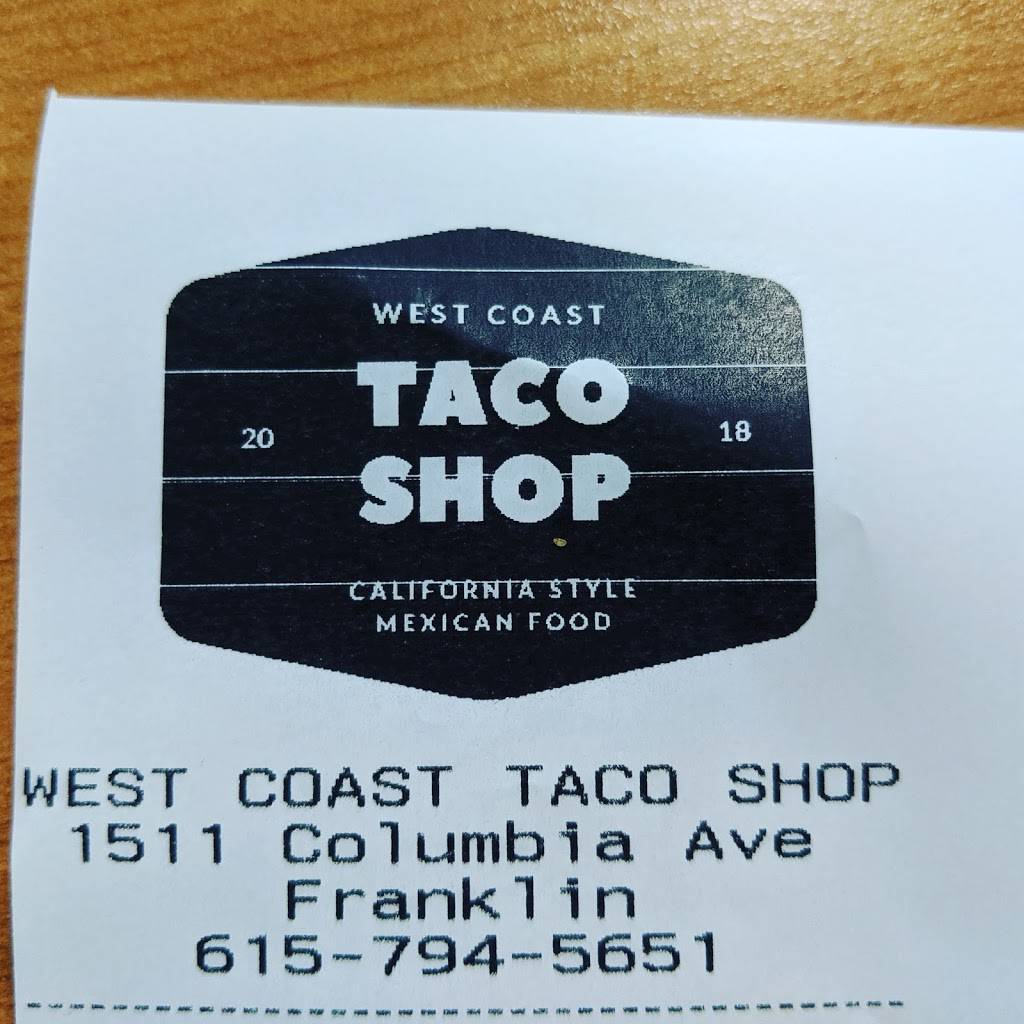 WEST COAST
TACO
20 18
SHOP
CALIFORNIA STYLE
MEXICAN FOOD
WEST COAST TACO SHOP
1511 Columbia Ave
Franklin
615-794-5651